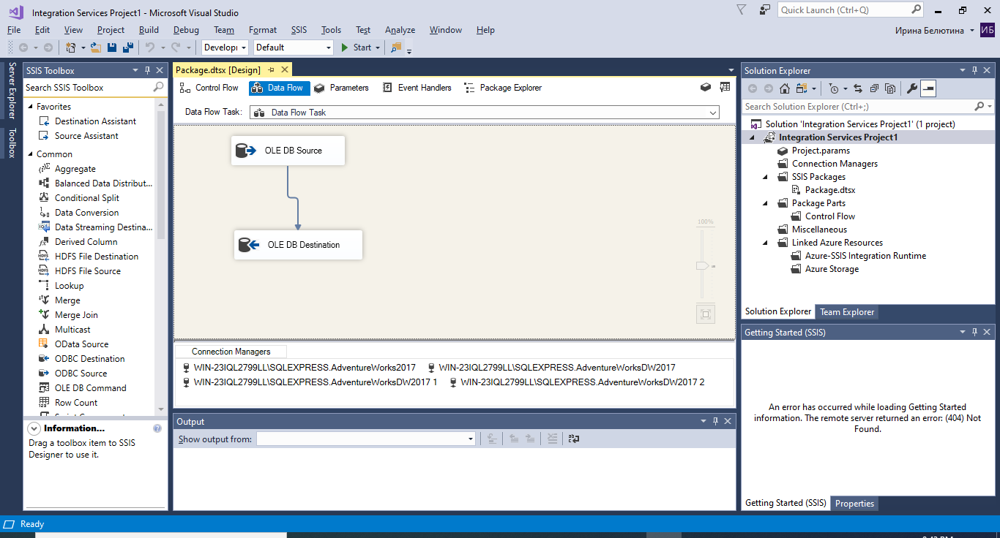 Integration Services Project1 - Microsoft Visual Studio
Quick Launch (Ctrl+Q)
File Edit View Project Build Debug Team Format SSIS Tools Test Analyze Window Help
Ирина Белютина ИБ
Default Start
Server Explorer
Toolbox
SSIS Toolbox
Search SSIS Toolbox
Favorites
Destination Assistant
Source Assistant
Common
Aggregate
Balanced Data Distribut...
Conditional Split
Data Conversion
Data Streaming Destina...
Derived Column
HDFS File Destination
HDFS File Source
Lookup
Merge
Merge Join
Multicast
OData Source
ODBC Destination
ODBC Source
OLE DB Command
Row Count
Information...
Drag a toolbox item to SSIS
Designer to use it.
Package.dtsx [Design]
Control Flow Data Flow Parameters Event Handlers Package Explorer
Data Flow Task: Data Flow Task
OLE DB Source
OLE DB Destination
100%
Connection Managers
WIN-23IQL2799LL\SQLEXPRESS.AdventureWorks2017 WIN-23IQL2799LL\SQLEXPRESS.AdventureWorksDW2017
WIN-23IQL2799LL\SQLEXPRESS.AdventureWorksDW2017 1 WIN-23IQL2799LL\SQLEXPRESS.AdventureWorksDW2017 2
Output
Show output from:
Solution Explorer
Search Solution Explorer (Ctrl+;)
Solution 'Integration Services Project1' (1 project)
Integration Services Project1
Project.params
Connection Managers
SSIS Packages
Package.dtsx
Package Parts
Control Flow
Miscellaneous
Linked Azure Resources
Azure-SSIS Integration Runtime
Azure Storage
Solution Explorer Team Explorer
Getting Started (SSIS)
An error has occurred while loading Getting Started
information. The remote server returned an error: (404) Not
Found.
Getting Started (SSIS) Properties
Ready